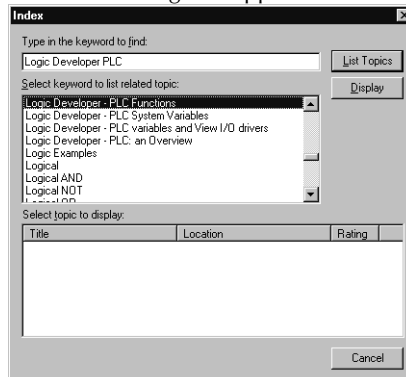 Index
Type in the keyword to find:
Logic Developer PLC
List Topics
Select keyword to list related topic:
Display
Logic Developer - PLC Functions
Logic Developer - PLC System Variables
Logic Developer - PLC variables and View I/O drivers
Logic Developer - PLC: an Overview
Logic Examples
Logical
Logical AND
Logical NOT
Select topic to display:
Title Location Rating
Cancel